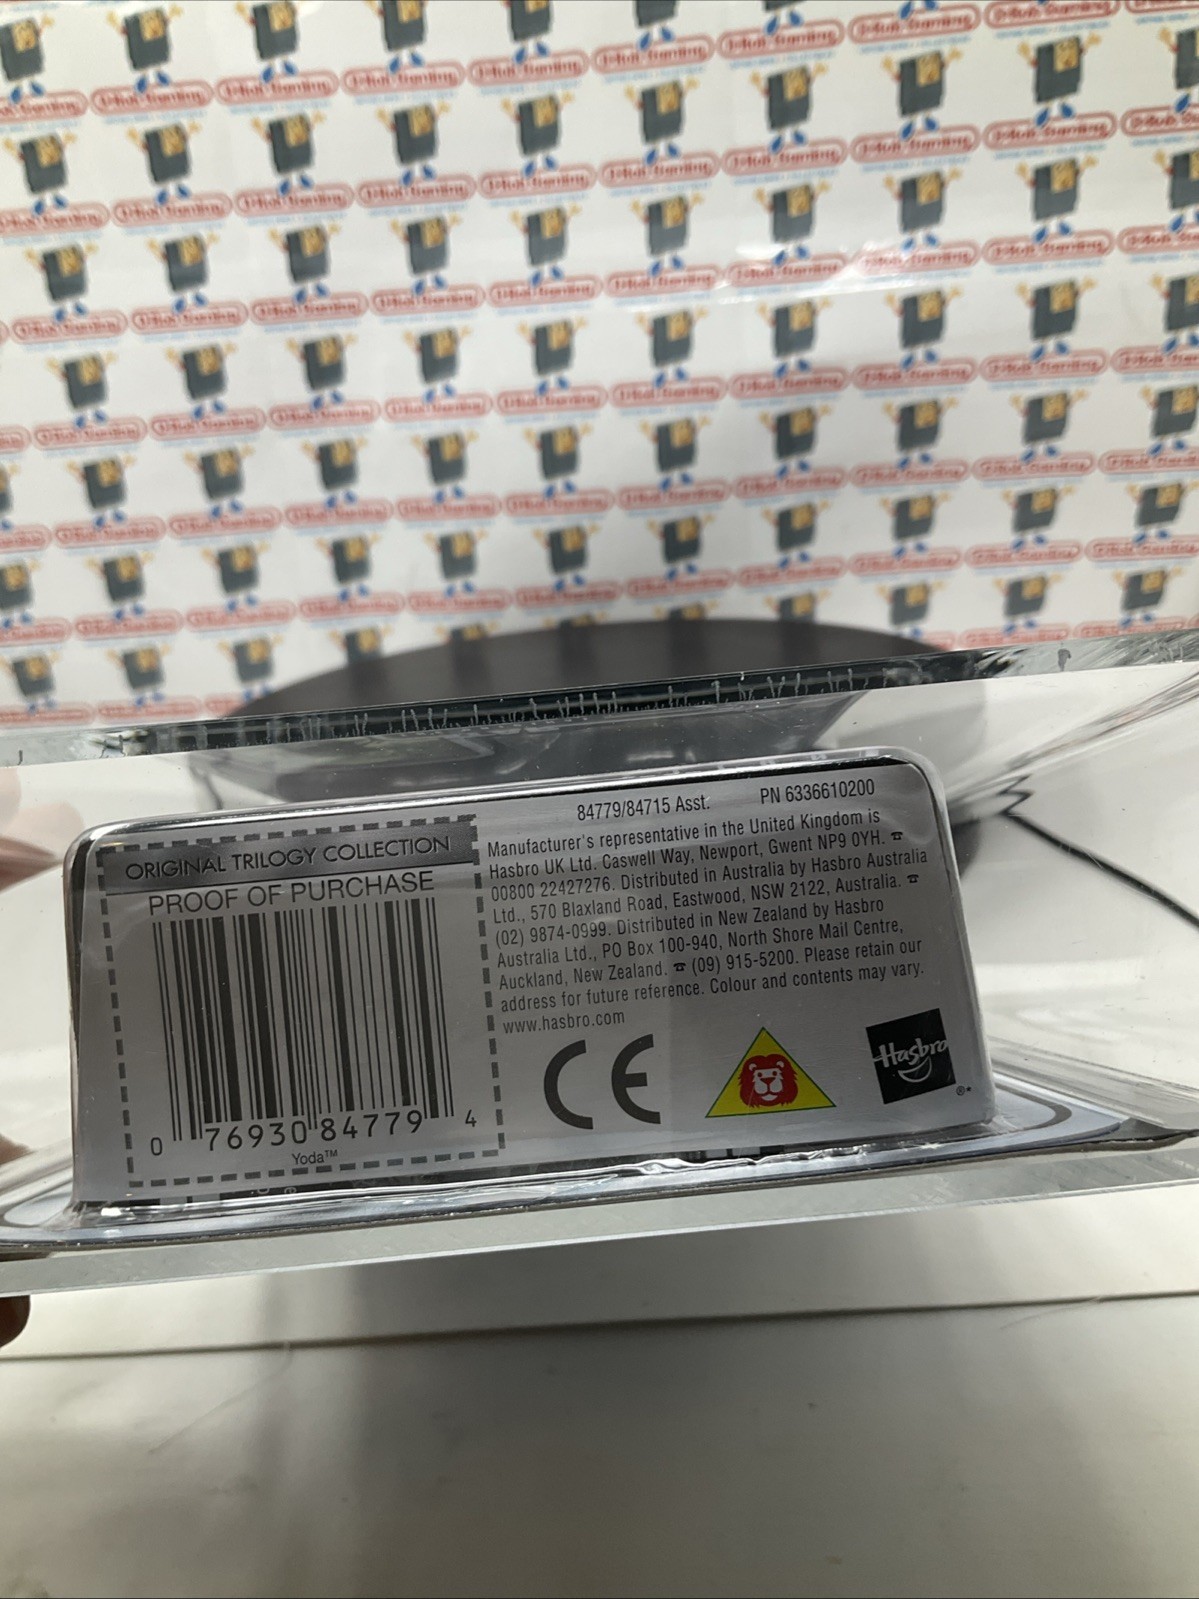 ORIGINAL TRILOGY COLLECTION
PROOF OF PURCHASE
0 76930 84779 4
Yoda™
84779/84715 Asst. PN 6336610200
Manufacturer's representative in the United Kingdom is
Hasbro UK Ltd. Caswell Way, Newport, Gwent NP9 0YH. ☎
00800 22427276. Distributed in Australia by Hasbro Australia
Ltd., 570 Blaxland Road, Eastwood, NSW 2122, Australia. ☎
(02) 9874-0999. Distributed in New Zealand by Hasbro
Australia Ltd., PO Box 100-940, North Shore Mail Centre,
Auckland, New Zealand. ☎ (09) 915-5200. Please retain our
address for future reference. Colour and contents may vary.
www.hasbro.com
CE
Hasbro
®*